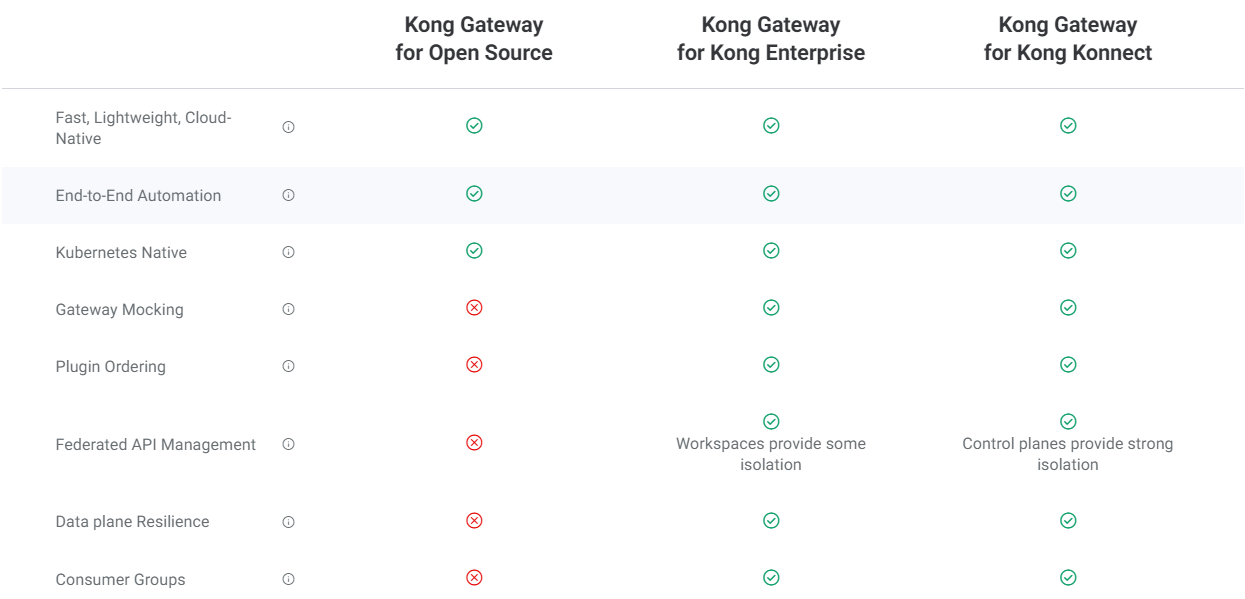 Kong Gateway
for Open Source
Kong Gateway
for Kong Enterprise
Kong Gateway
for Kong Konnect
Fast, Lightweight, Cloud-
Native
End-to-End Automation
Kubernetes Native
Gateway Mocking
Plugin Ordering
Federated API Management
Workspaces provide some
isolation
Control planes provide strong
isolation
Data plane Resilience
Consumer Groups